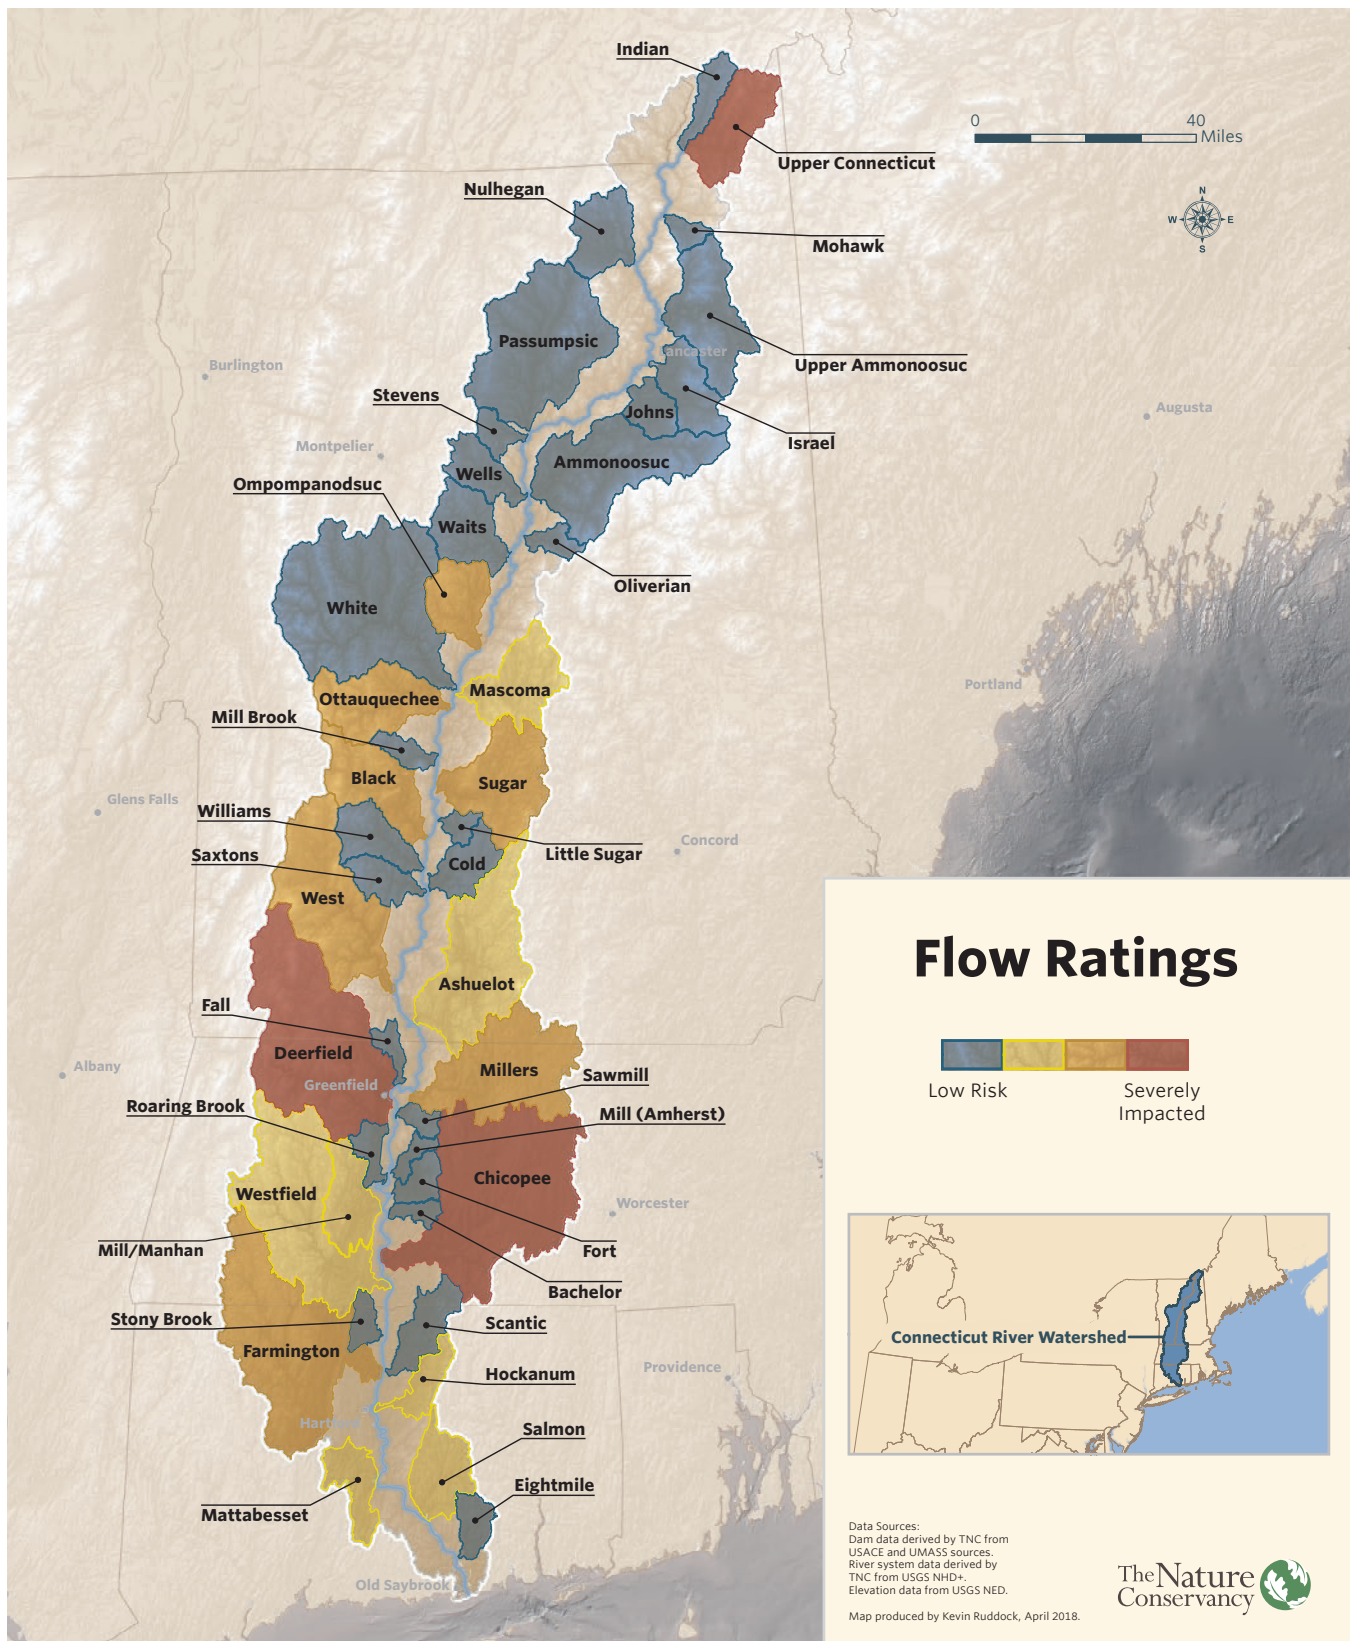 Indian
0 40
Miles
Upper Connecticut
Nulhegan
N
W E
S
Mohawk
Passumpsic
Lancaster
Upper Ammonoosuc
Burlington
Stevens
Johns
Augusta
Israel
Montpelier
Ammonoosuc
Wells
Ompompanodsuc
Waits
Oliverian
White
Portland
Mascoma
Ottauquechee
Mill Brook
Black
Sugar
Glens Falls
Williams
Concord
Little Sugar
Saxtons
Cold
West
Flow Ratings
Ashuelot
Fall
Deerfield
Albany
Millers
Sawmill
Greenfield
Low Risk
Severely
Impacted
Roaring Brook
Mill (Amherst)
Chicopee
Westfield
Worcester
Mill/Manhan
Fort
Bachelor
Stony Brook
Scantic
Connecticut River Watershed
Farmington
Providence
Hockanum
Hartford
Salmon
Eightmile
Mattabesset
Old Saybrook
Data Sources:
Dam data derived by TNC from
USACE and UMASS sources.
River system data derived by
TNC from USGS NHD+.
Elevation data from USGS NED.
Map produced by Kevin Ruddock, April 2018.
The Nature
Conservancy